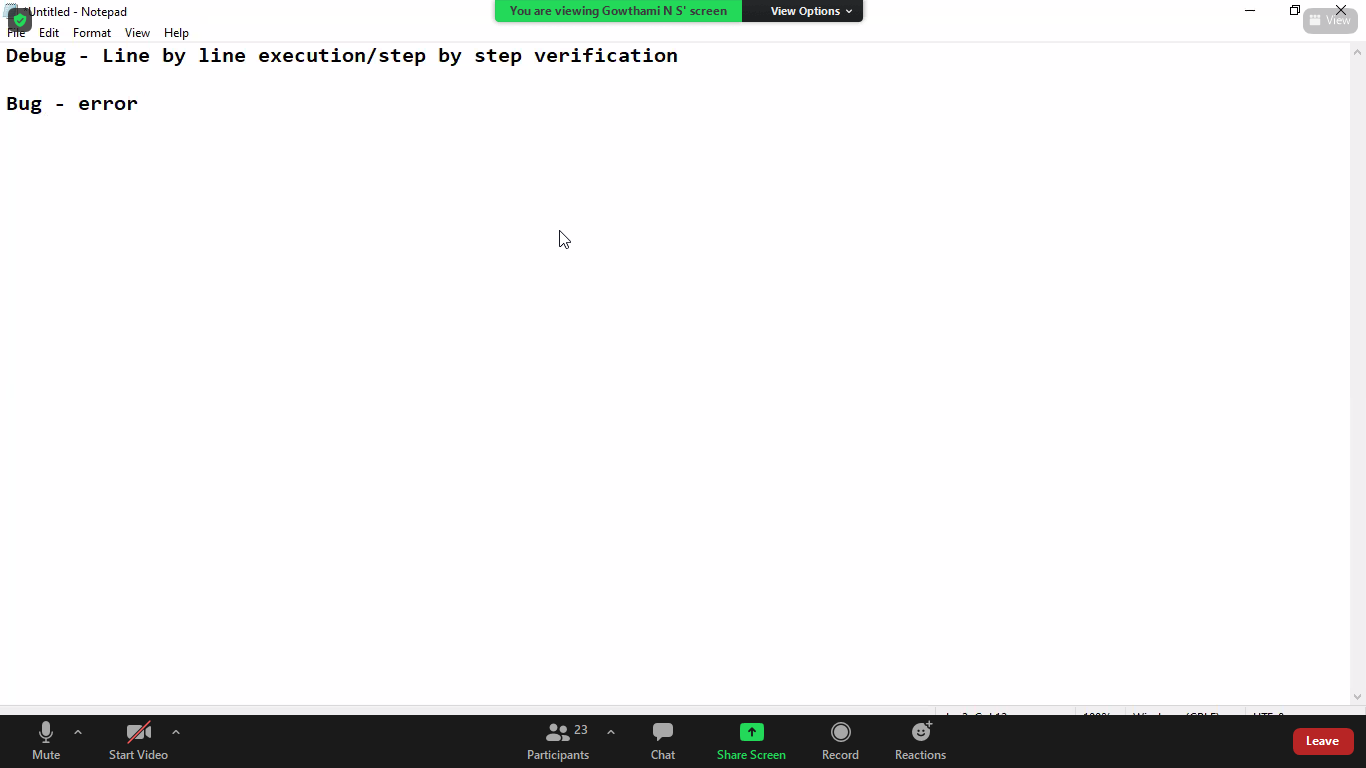 *Untitled - Notepad
You are viewing Gowthami N S' screen
View Options
View
File Edit Format View Help
Debug - Line by line execution/step by step verification
Bug - error
Mute
Start Video
23
Participants
Chat
Share Screen
Record
Reactions
Leave